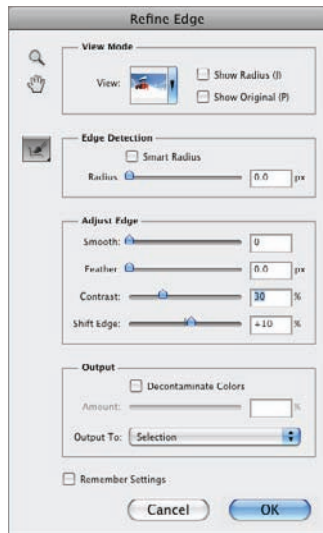 Refine Edge
View Mode
View:
Show Radius (J)
Show Original (P)
Edge Detection
Smart Radius
Radius 0.0 px
Adjust Edge
Smooth: 0
Feather 0.0 px
Contrast: 30 %
Shift Edge: +10 %
Output
Decontaminate Colors
Amount: %
Output To: Selection
Remember Settings
Cancel OK